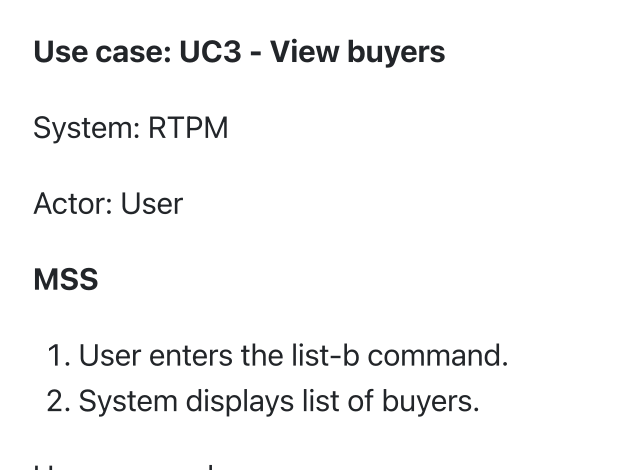 Use case: UC3 - View buyers
System: RTPM
Actor: User
MSS
1. User enters the list-b command.
2. System displays list of buyers.